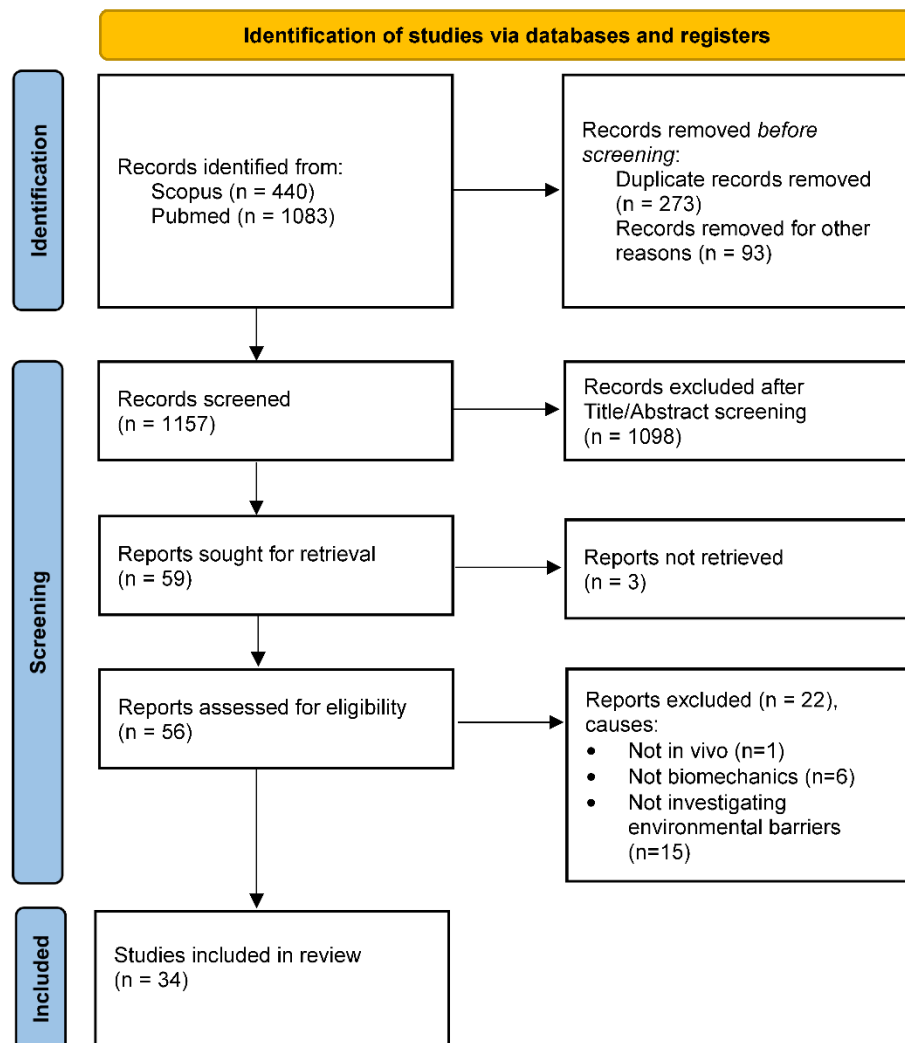 Identification of studies via databases and registers
Identification
Records identified from:
Scopus (n = 440)
Pubmed (n = 1083)
Records removed before
screening:
Duplicate records removed
(n = 273)
Records removed for other
reasons (n = 93)
Screening
Records screened
(n = 1157)
Records excluded after
Title/Abstract screening
(n = 1098)
Reports sought for retrieval
(n = 59)
Reports not retrieved
(n = 3)
Reports assessed for eligibility
(n = 56)
Reports excluded (n = 22),
causes:
• Not in vivo (n=1)
• Not biomechanics (n=6)
• Not investigating
environmental barriers
(n=15)
Included
Studies included in review
(n = 34)